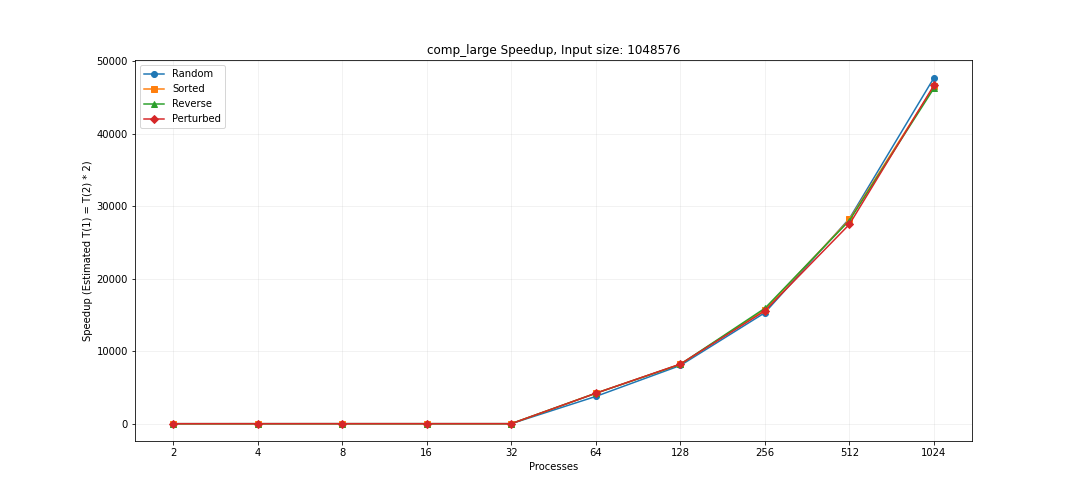 comp_large Speedup, Input size: 1048576
Random
Sorted
Reverse
Perturbed
Speedup (Estimated T(1) = T(2) * 2)
50000
40000
30000
20000
10000
0
2 4 8 16 32 64 128 256 512 1024
Processes